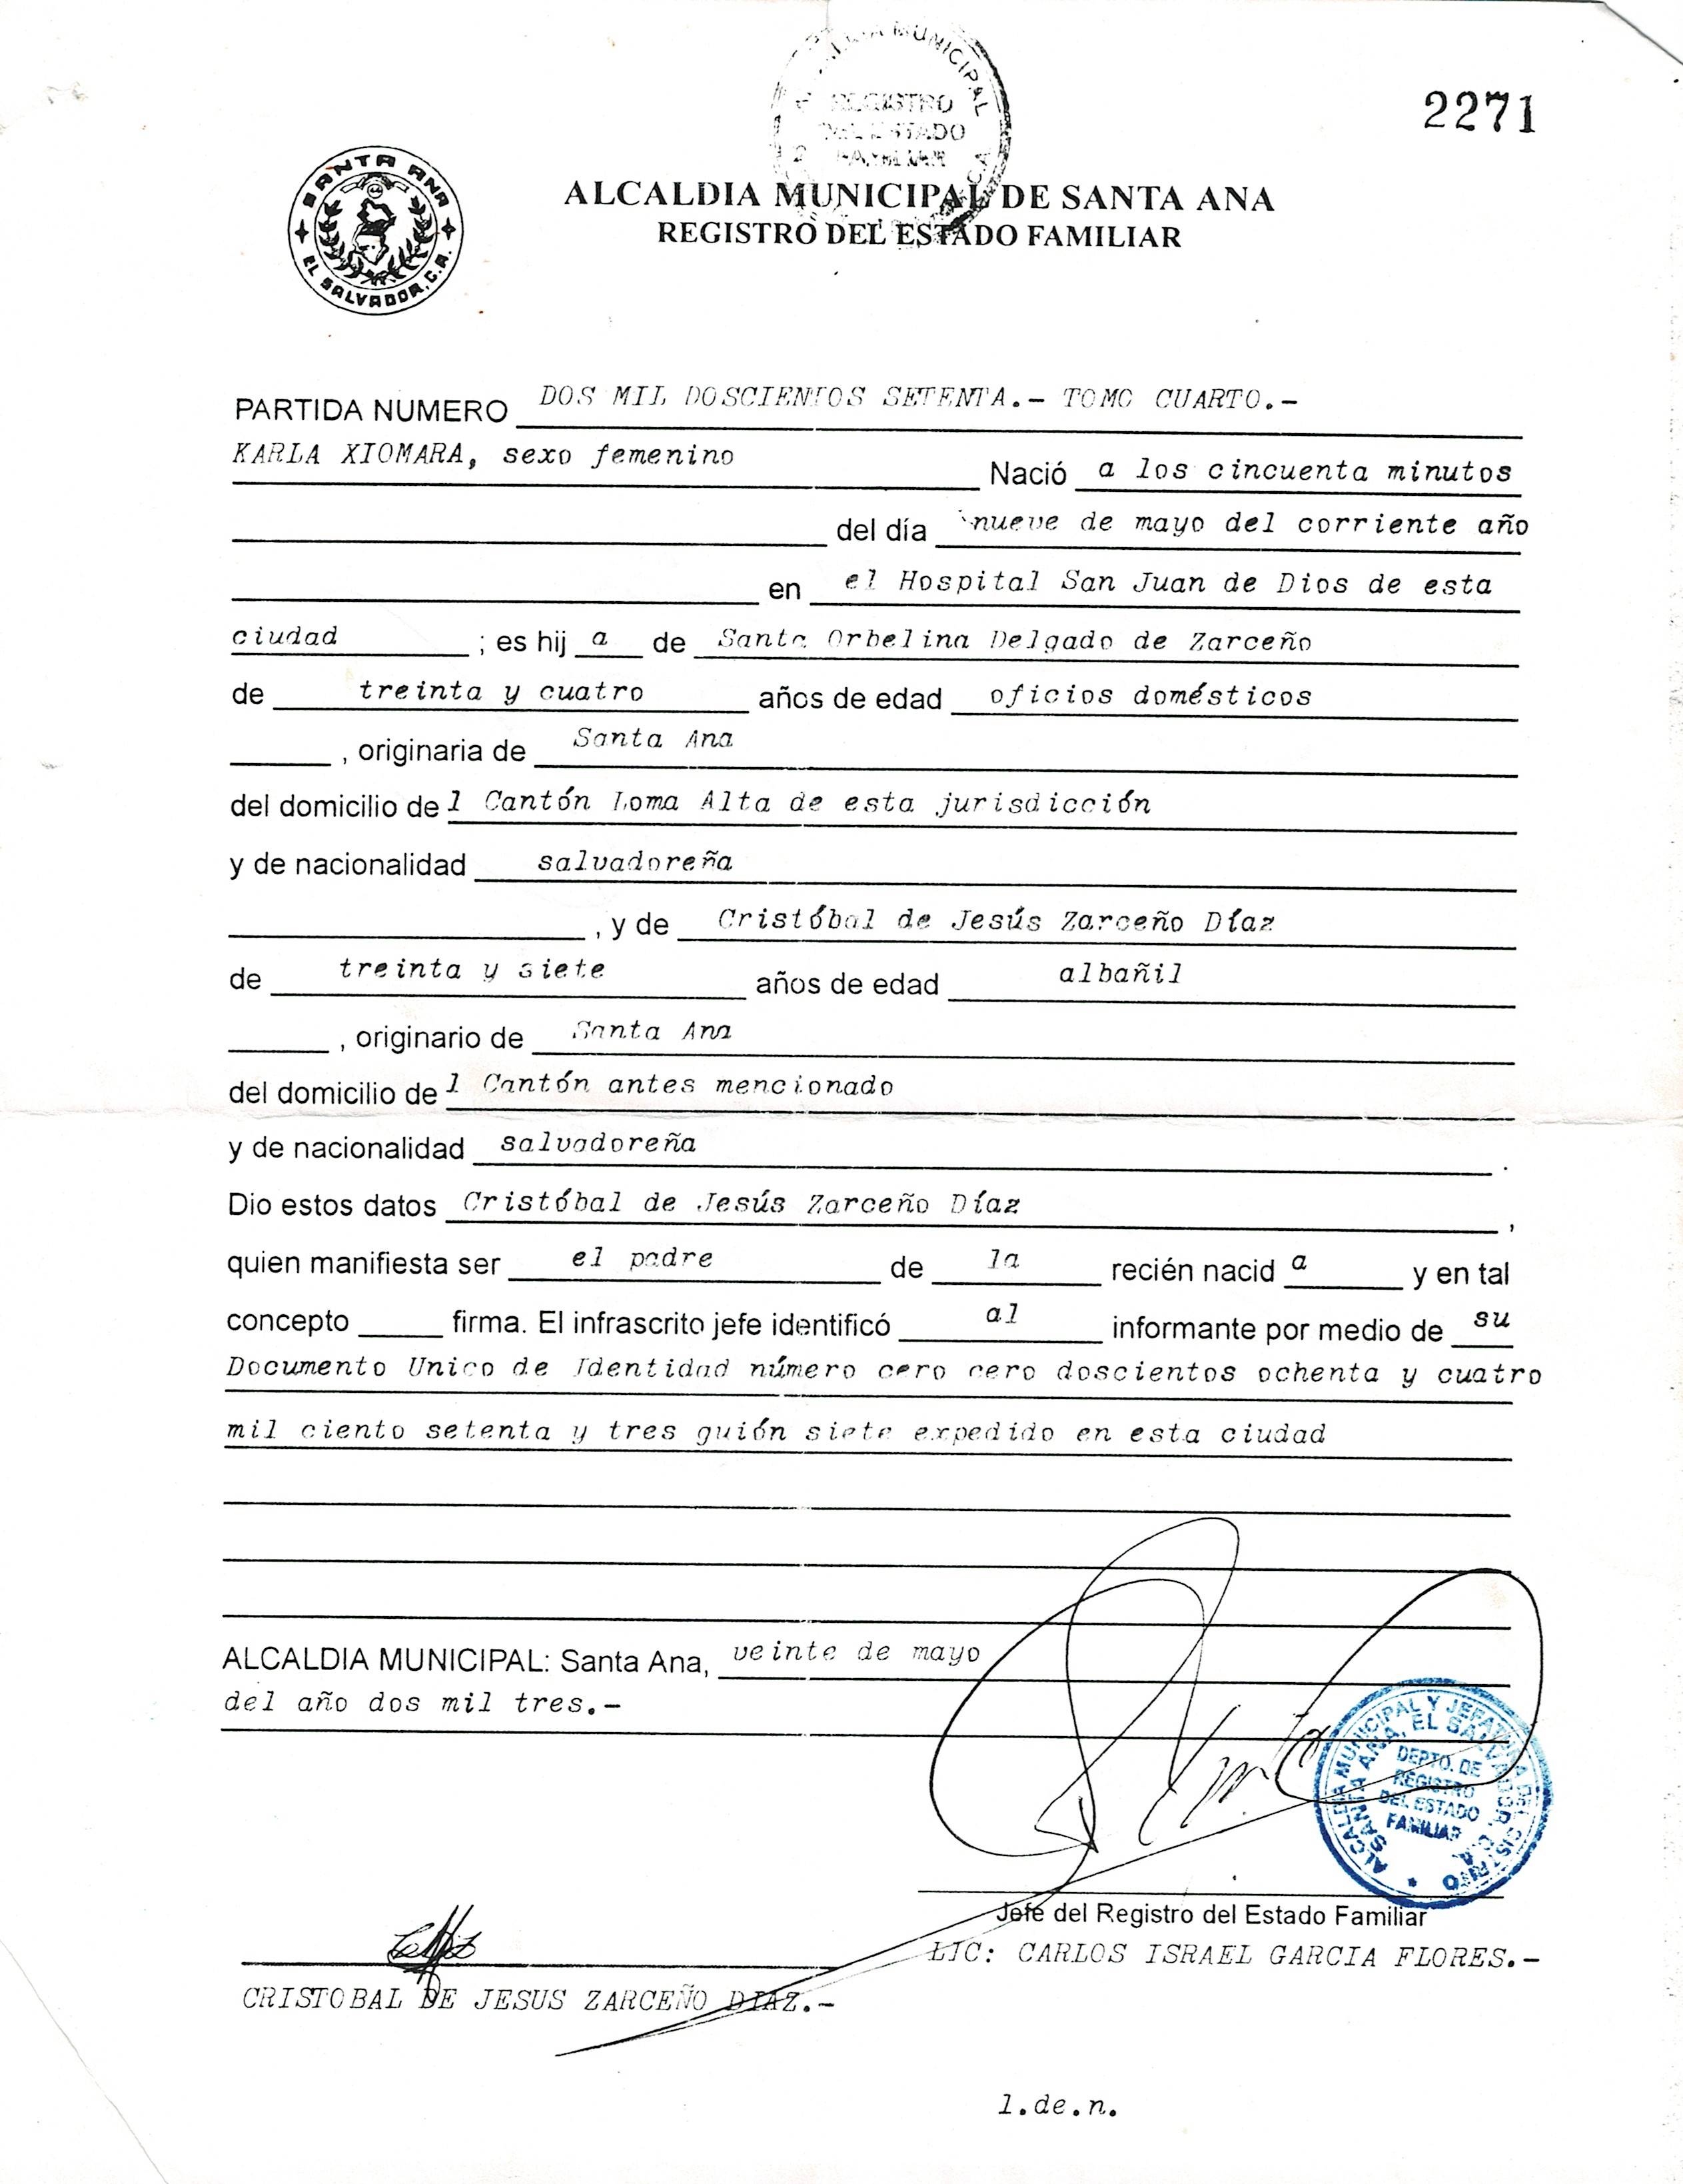 ALCALDIA MUNICIPAL
REGISTRO
DEL ESTADO
FAMILIAR
2271
SANTA ANA
EL SALVADOR, C.A.
ALCALDIA MUNICIPAL DE SANTA ANA
REGISTRO DEL ESTADO FAMILIAR
PARTIDA NUMERO DOS MIL DOSCIENTOS SETENTA.- TOMO CUARTO.-
KARLA XIOMARA, sexo femenino Nació a los cincuenta minutos
del día nueve de mayo del corriente año
en el Hospital San Juan de Dios de esta
ciudad ; es hij a de Santa Orbelina Delgado de Zarceño
de treinta y cuatro años de edad oficios domésticos
, originaria de Santa Ana
del domicilio de l Cantón Loma Alta de esta jurisdicción
y de nacionalidad salvadoreña
, y de Cristóbal de Jesús Zarceño Díaz
de treinta y siete años de edad albañil
, originario de Santa Ana
del domicilio de l Cantón antes mencionado
y de nacionalidad salvadoreña .
Dio estos datos Cristóbal de Jesús Zarceño Díaz ,
quien manifiesta ser el padre de la recién nacid a y en tal
concepto firma. El infrascrito jefe identificó al informante por medio de su
Documento Unico de Identidad número cero cero doscientos ochenta y cuatro
mil ciento setenta y tres guión siete expedido en esta ciudad
ALCALDIA MUNICIPAL: Santa Ana, veinte de mayo
del año dos mil tres.-
ALCALDIA MUNICIPAL Y JEFATURA DEL DISTRITO
SANTA ANA, EL SALVADOR, C.A.
DEPTO. DE
REGISTRO
DEL ESTADO
FAMILIAR
Jefe del Registro del Estado Familiar
LIC: CARLOS ISRAEL GARCIA FLORES.-
CRISTOBAL DE JESUS ZARCEÑO DIAZ.-
l.de.n.